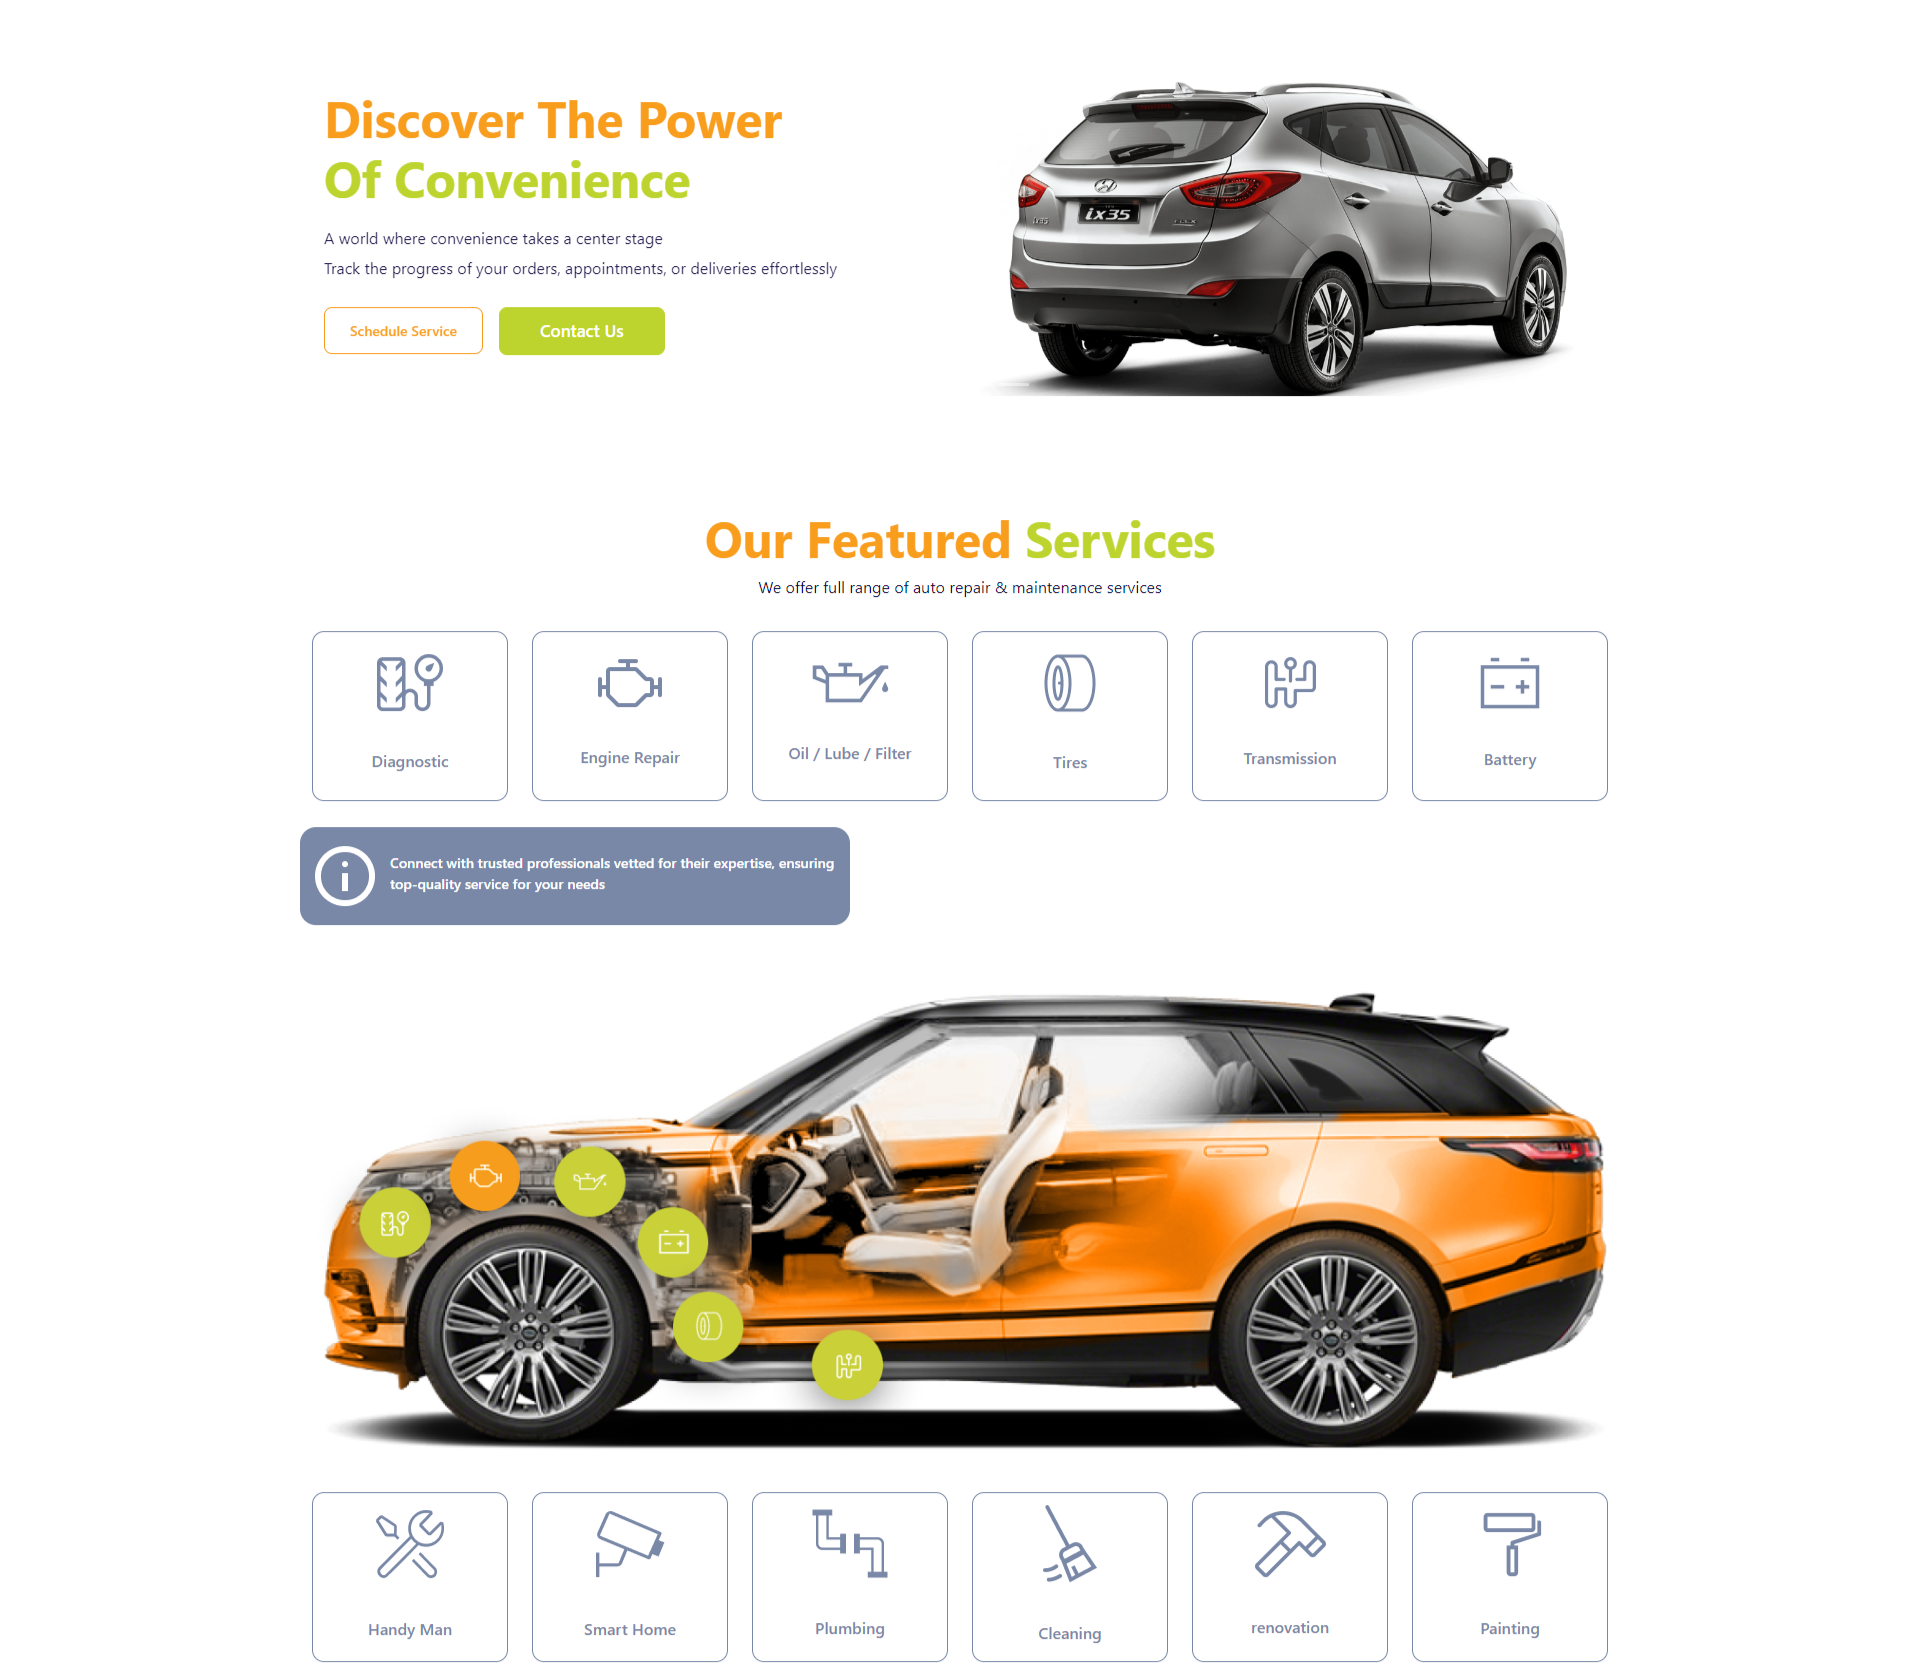 Discover The Power
Of Convenience
A world where convenience takes a center stage
Track the progress of your orders, appointments, or deliveries effortlessly
Schedule Service
Contact Us
ix35
ix35
Our Featured Services
We offer full range of auto repair & maintenance services
Diagnostic
Engine Repair
Oil / Lube / Filter
Tires
Transmission
Battery
Connect with trusted professionals vetted for their expertise, ensuring
top-quality service for your needs
Handy Man
Smart Home
Plumbing
Cleaning
renovation
Painting